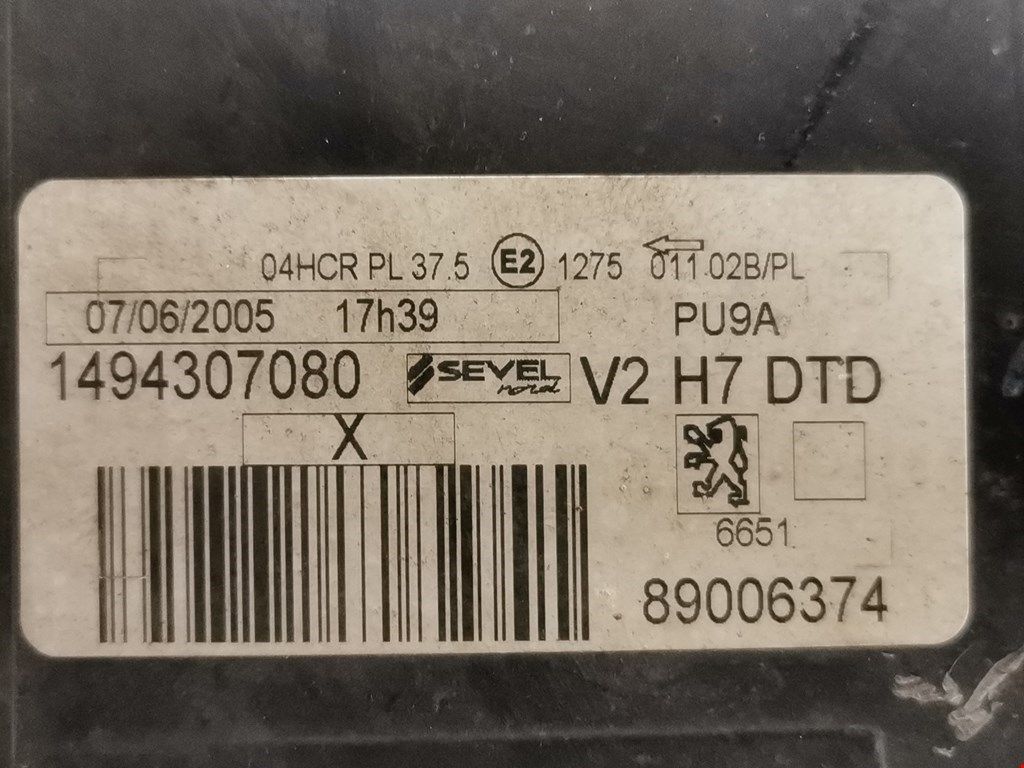 04HCR PL 37.5 E2 1275 011.02B/PL
07/06/2005 17h39 PU9A
1494307080 SEVEL nord V2 H7 DTD
X
6651
89006374